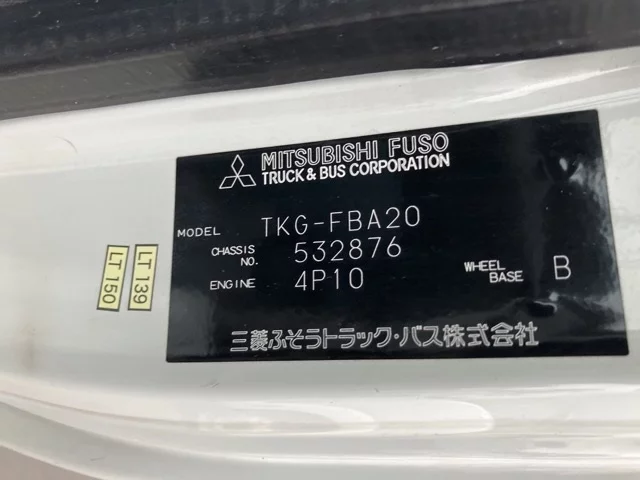 MITSUBISHI FUSO
TRUCK & BUS CORPORATION
MODEL TKG-FBA20
CHASSIS NO. 532876
ENGINE 4P10
WHEEL BASE B
三菱ふそうトラック・バス株式会社
LT 139
LT 150